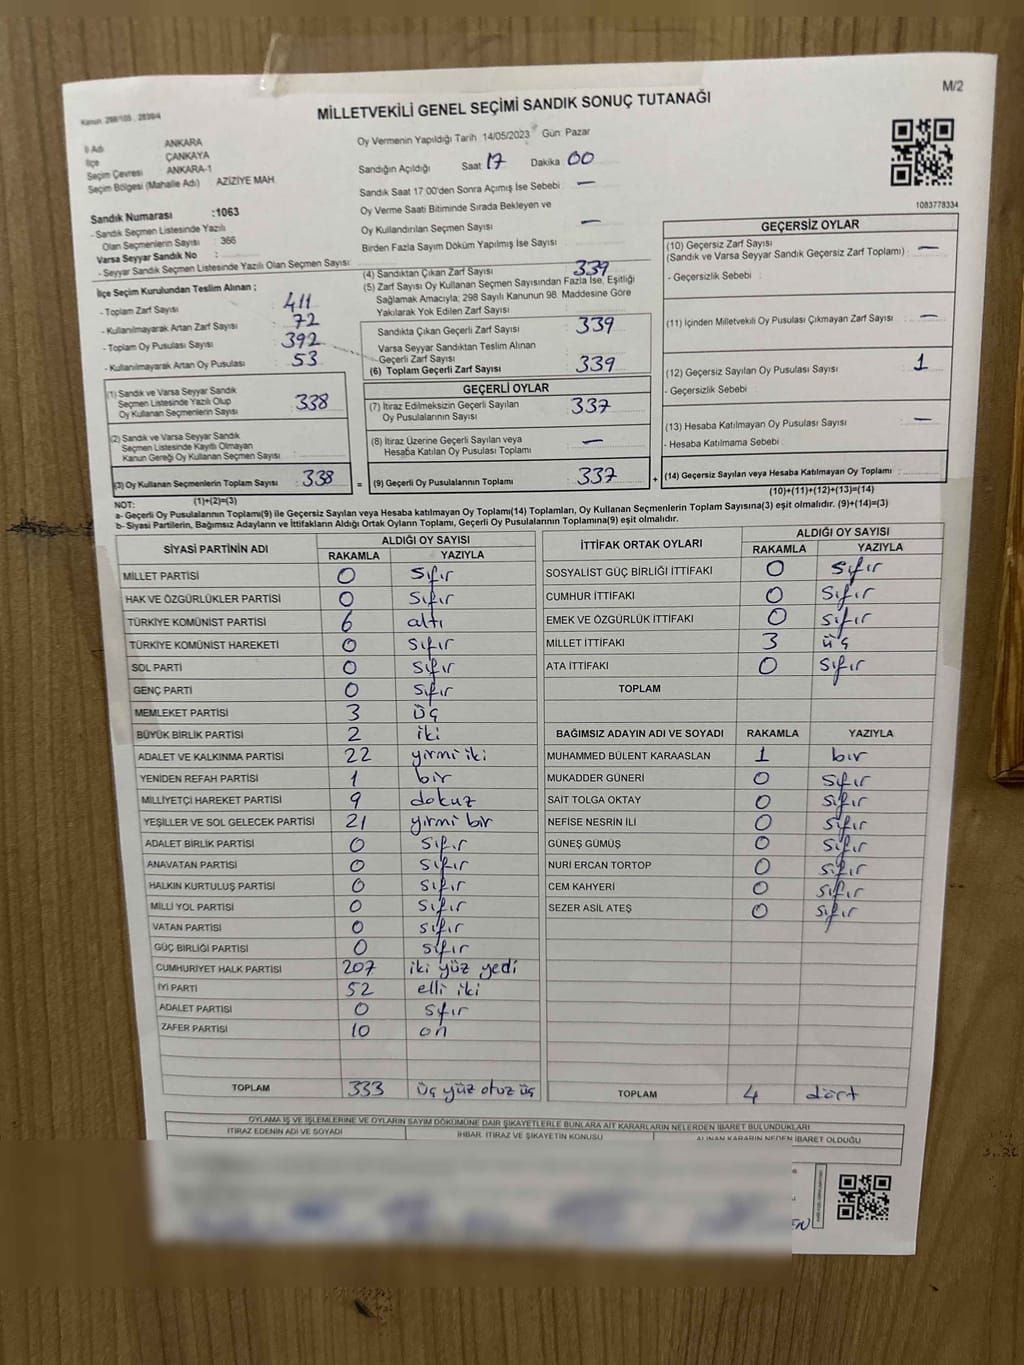 M/2
Kanun: 298/105 , 2839/4
MİLLETVEKİLİ GENEL SEÇİMİ SANDIK SONUÇ TUTANAĞI
İl Adı ANKARA
İlçe ÇANKAYA
Seçim Çevresi ANKARA-1
Seçim Bölgesi (Mahalle Adı) AZİZİYE MAH.
Oy Vermenin Yapıldığı Tarih :14/05/2023 Gün: Pazar
Sandığın Açıldığı Saat 17 Dakika 00
Sandık Saat 17:00'den Sonra Açımış İse Sebebi —
Oy Verme Saati Bitiminde Sırada Bekleyen ve
Oy Kullandırılan Seçmen Sayısı —
Birden Fazla Sayım Döküm Yapılmış İse Sayısı
1083778334
Sandık Numarası :1063
- Sandık Seçmen Listesinde Yazılı
Olan Seçmenlerin Sayısı : 366
Varsa Seyyar Sandık No :
- Seyyar Sandık Seçmen Listesinde Yazılı Olan Seçmen Sayısı:
İlçe Seçim Kurulundan Teslim Alınan ;
- Toplam Zarf Sayısı : 411
- Kullanılmayarak Artan Zarf Sayısı : 72
- Toplam Oy Pusulası Sayısı : 392
- Kullanılmayarak Artan Oy Pusulası : 53
(1) Sandık ve Varsa Seyyar Sandık
Seçmen Listesinde Yazılı Olup
Oy Kullanan Seçmenlerin Sayısı : 338
(2) Sandık ve Varsa Seyyar Sandık
Seçmen Listesinde Kayıtlı Olmayan
Kanun Gereği Oy Kullanan Seçmen Sayısı :
(3) Oy Kullanan Seçmenlerin Toplam Sayısı : 338
(1)+(2)=(3)
(4) Sandıktan Çıkan Zarf Sayısı : 339
(5) Zarf Sayısı Oy Kullanan Seçmen Sayısından Fazla İse, Eşitliği
Sağlamak Amacıyla; 298 Sayılı Kanunun 98. Maddesine Göre
Yakılarak Yok Edilen Zarf Sayısı :
Sandıkta Çıkan Geçerli Zarf Sayısı : 339
Varsa Seyyar Sandıktan Teslim Alınan
Geçerli Zarf Sayısı :
(6) Toplam Geçerli Zarf Sayısı : 339
GEÇERLİ OYLAR
(7) İtiraz Edilmeksizin Geçerli Sayılan
Oy Pusulalarının Sayısı : 337
(8) İtiraz Üzerine Geçerli Sayılan veya
Hesaba Katılan Oy Pusulası Toplamı : —
= (9) Geçerli Oy Pusulalarının Toplamı : 337 +
GEÇERSİZ OYLAR
(10) Geçersiz Zarf Sayısı
(Sandık ve Varsa Seyyar Sandık Geçersiz Zarf Toplamı) : —
- Geçersizlik Sebebi :
(11) İçinden Milletvekili Oy Pusulası Çıkmayan Zarf Sayısı : —
(12) Geçersiz Sayılan Oy Pusulası Sayısı : 1
- Geçersizlik Sebebi :
(13) Hesaba Katılmayan Oy Pusulası Sayısı : —
- Hesaba Katılmama Sebebi :
(14) Geçersiz Sayılan veya Hesaba Katılmayan Oy Toplamı :
(10)+(11)+(12)+(13)=(14)
NOT:
a- Geçerli Oy Pusulalarının Toplamı(9) ile Geçersiz Sayılan veya Hesaba katılmayan Oy Toplamı(14) Toplamları, Oy Kullanan Seçmenlerin Toplam Sayısına(3) eşit olmalıdır. (9)+(14)=(3)
b- Siyasi Partilerin, Bağımsız Adayların ve İttifakların Aldığı Ortak Oyların Toplamı, Geçerli Oy Pusulalarının Toplamına(9) eşit olmalıdır.
SİYASİ PARTİNİN ADI ALDIĞI OY SAYISI
RAKAMLA YAZIYLA
MİLLET PARTİSİ 0 sıfır
HAK VE ÖZGÜRLÜKLER PARTİSİ 0 sıfır
TÜRKİYE KOMÜNİST PARTİSİ 6 altı
TÜRKİYE KOMÜNİST HAREKETİ 0 sıfır
SOL PARTİ 0 sıfır
GENÇ PARTİ 0 sıfır
MEMLEKET PARTİSİ 3 üç
BÜYÜK BİRLİK PARTİSİ 2 iki
ADALET VE KALKINMA PARTİSİ 22 yirmi iki
YENİDEN REFAH PARTİSİ 1 bir
MİLLİYETÇİ HAREKET PARTİSİ 9 dokuz
YEŞİLLER VE SOL GELECEK PARTİSİ 21 yirmi bir
ADALET BİRLİK PARTİSİ 0 sıfır
ANAVATAN PARTİSİ 0 sıfır
HALKIN KURTULUŞ PARTİSİ 0 sıfır
MİLLİ YOL PARTİSİ 0 sıfır
VATAN PARTİSİ 0 sıfır
GÜÇ BİRLİĞİ PARTİSİ 0 sıfır
CUMHURİYET HALK PARTİSİ 207 iki yüz yedi
İYİ PARTİ 52 elli iki
ADALET PARTİSİ 0 sıfır
ZAFER PARTİSİ 10 on
TOPLAM 333 üç yüz otuz üç
İTTİFAK ORTAK OYLARI ALDIĞI OY SAYISI
RAKAMLA YAZIYLA
SOSYALİST GÜÇ BİRLİĞİ İTTİFAKI 0 sıfır
CUMHUR İTTİFAKI 0 sıfır
EMEK VE ÖZGÜRLÜK İTTİFAKI 0 sıfır
MİLLET İTTİFAKI 3 üç
ATA İTTİFAKI 0 sıfır
TOPLAM
BAĞIMSIZ ADAYIN ADI VE SOYADI RAKAMLA YAZIYLA
MUHAMMED BÜLENT KARAASLAN 1 bir
MUKADDER GÜNERİ 0 sıfır
SAİT TOLGA OKTAY 0 sıfır
NEFİSE NESRİN İLİ 0 sıfır
GÜNEŞ GÜMÜŞ 0 sıfır
NURİ ERCAN TORTOP 0 sıfır
CEM KAHYERİ 0 sıfır
SEZER ASİL ATEŞ 0 sıfır
TOPLAM 4 dört
OYLAMA İŞ VE İŞLEMLERİNE VE OYLARIN SAYIM DÖKÜMÜNE DAİR ŞİKAYETLERLE BUNLARA AİT KARARLARIN NELERDEN İBARET BULUNDUKLARI
İTİRAZ EDENİN ADI VE SOYADI İHBAR, İTİRAZ VE ŞİKAYETİN KONUSU ALINAN KARARIN NEDEN İBARET OLDUĞU